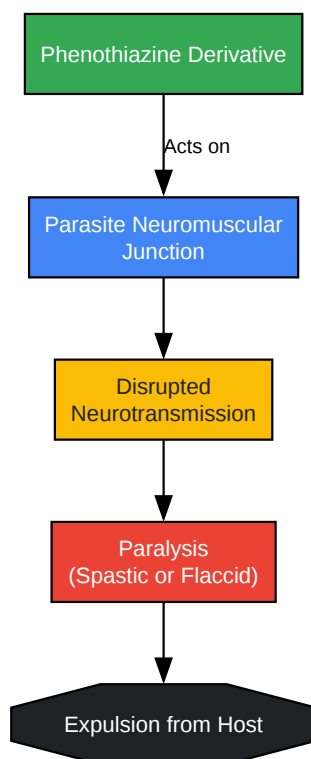 Phenothiazine Derivative
Acts on
Parasite Neuromuscular
Junction
Disrupted
Neurotransmission
Paralysis
(Spastic or Flaccid)
Expulsion from Host